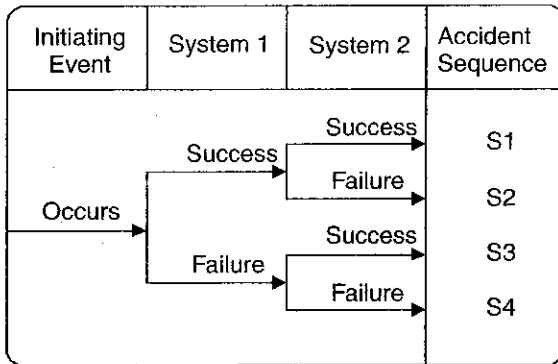 Initiating
Event
System 1
System 2
Accident
Sequence
Success
S1
Success
Failure
S2
Occurs
Success
S3
Failure
Failure
S4